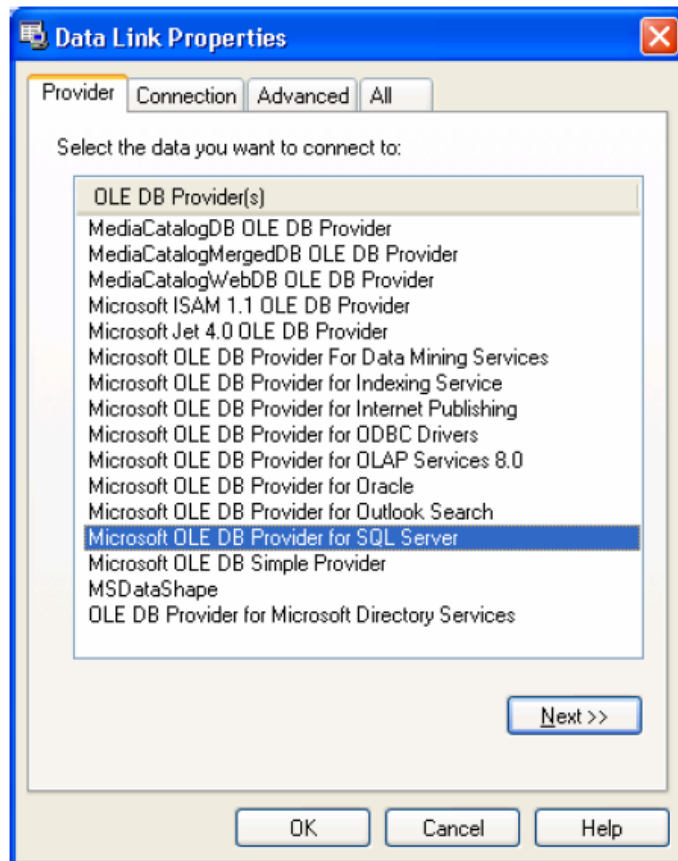 Data Link Properties
Provider Connection Advanced All
Select the data you want to connect to:
OLE DB Provider(s)
MediaCatalogDB OLE DB Provider
MediaCatalogMergedDB OLE DB Provider
MediaCatalogWebDB OLE DB Provider
Microsoft ISAM 1.1 OLE DB Provider
Microsoft Jet 4.0 OLE DB Provider
Microsoft OLE DB Provider For Data Mining Services
Microsoft OLE DB Provider for Indexing Service
Microsoft OLE DB Provider for Internet Publishing
Microsoft OLE DB Provider for ODBC Drivers
Microsoft OLE DB Provider for OLAP Services 8.0
Microsoft OLE DB Provider for Oracle
Microsoft OLE DB Provider for Outlook Search
Microsoft OLE DB Provider for SQL Server
Microsoft OLE DB Simple Provider
MSDataShape
OLE DB Provider for Microsoft Directory Services
Next >>
OK Cancel Help